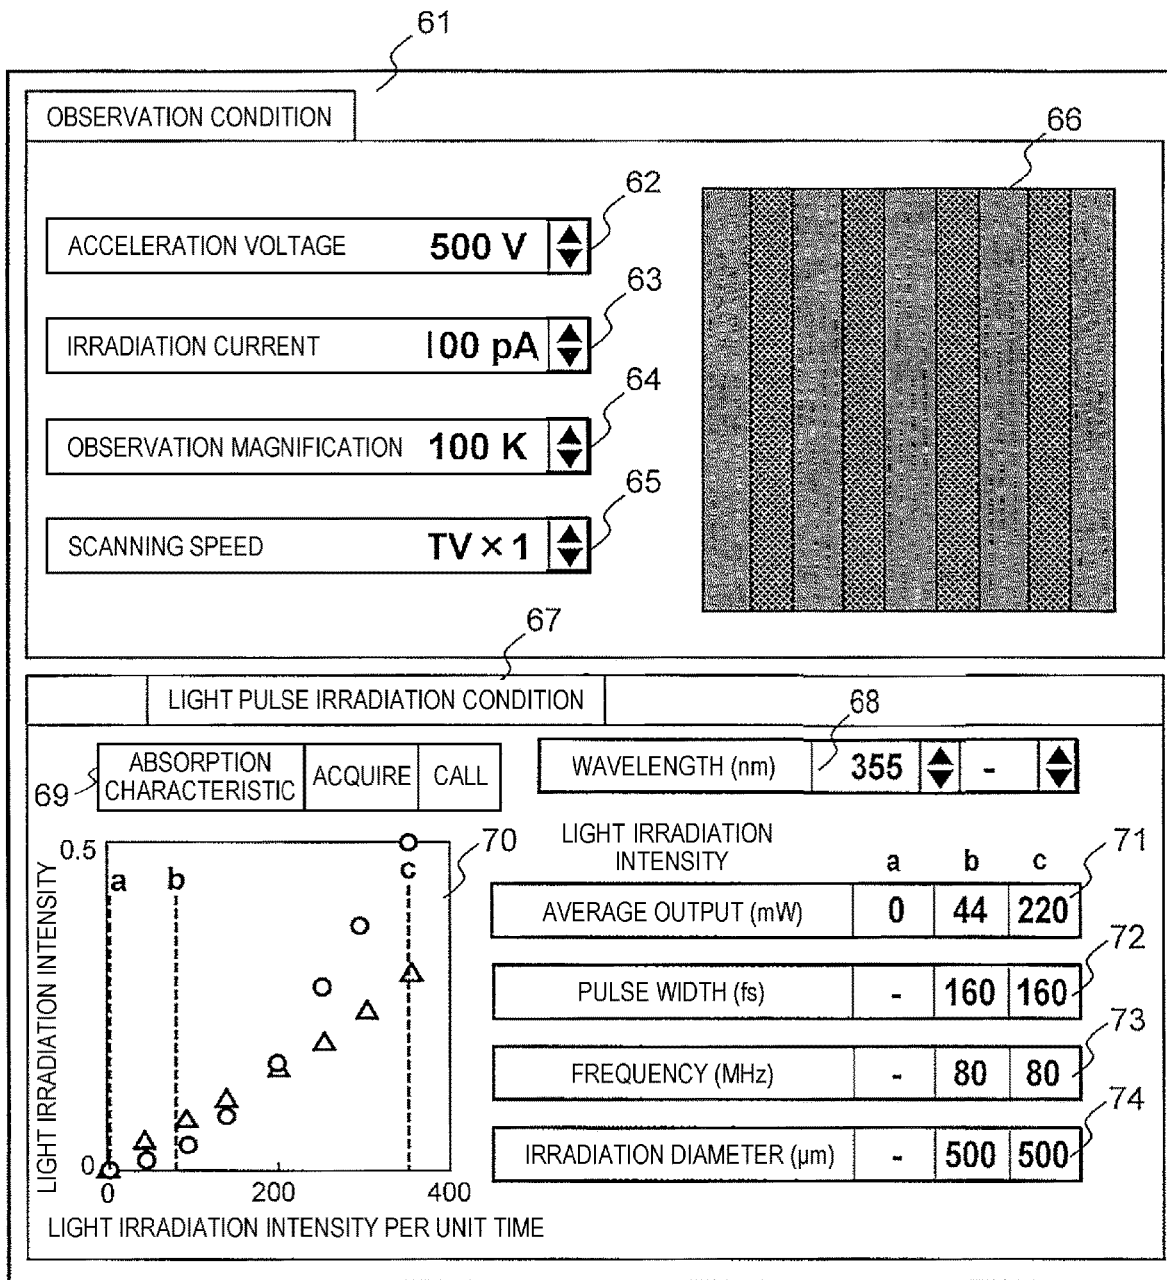 61
OBSERVATION CONDITION
66
62
ACCELERATION VOLTAGE 500 V
63
IRRADIATION CURRENT 100 pA
64
OBSERVATION MAGNIFICATION 100 K
65
SCANNING SPEED TV × 1
67
LIGHT PULSE IRRADIATION CONDITION
68
69
ABSORPTION
CHARACTERISTIC
ACQUIRE CALL
WAVELENGTH (nm) 355 -
70
0.5
a b c
0
0 200 400
LIGHT IRRADIATION INTENSITY
LIGHT IRRADIATION INTENSITY PER UNIT TIME
LIGHT IRRADIATION
INTENSITY
a b c
71
AVERAGE OUTPUT (mW) 0 44 220
72
PULSE WIDTH (fs) - 160 160
73
FREQUENCY (MHz) - 80 80
74
IRRADIATION DIAMETER (µm) - 500 500